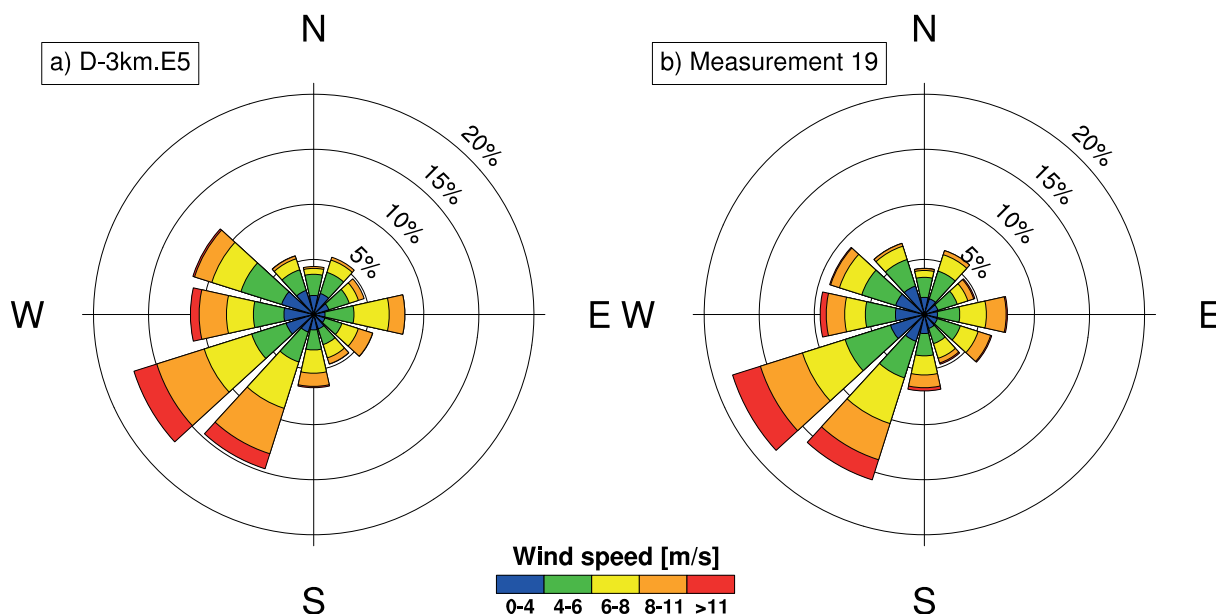 N
N
a) D-3km.E5
b) Measurement 19
20%
20%
15%
15%
10%
10%
5%
5%
W
E
W
E
Wind speed [m/s]
0-4 4-6 6-8 8-11 >11
S
S